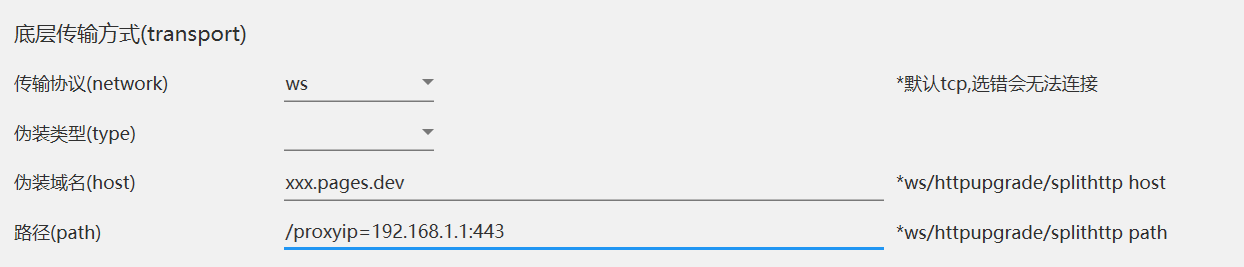 底层传输方式(transport)
传输协议(network) ws *默认tcp,选错会无法连接
伪装类型(type)
伪装域名(host) xxx.pages.dev *ws/httpupgrade/splithttp host
路径(path) /proxyip=192.168.1.1:443 *ws/httpupgrade/splithttp path